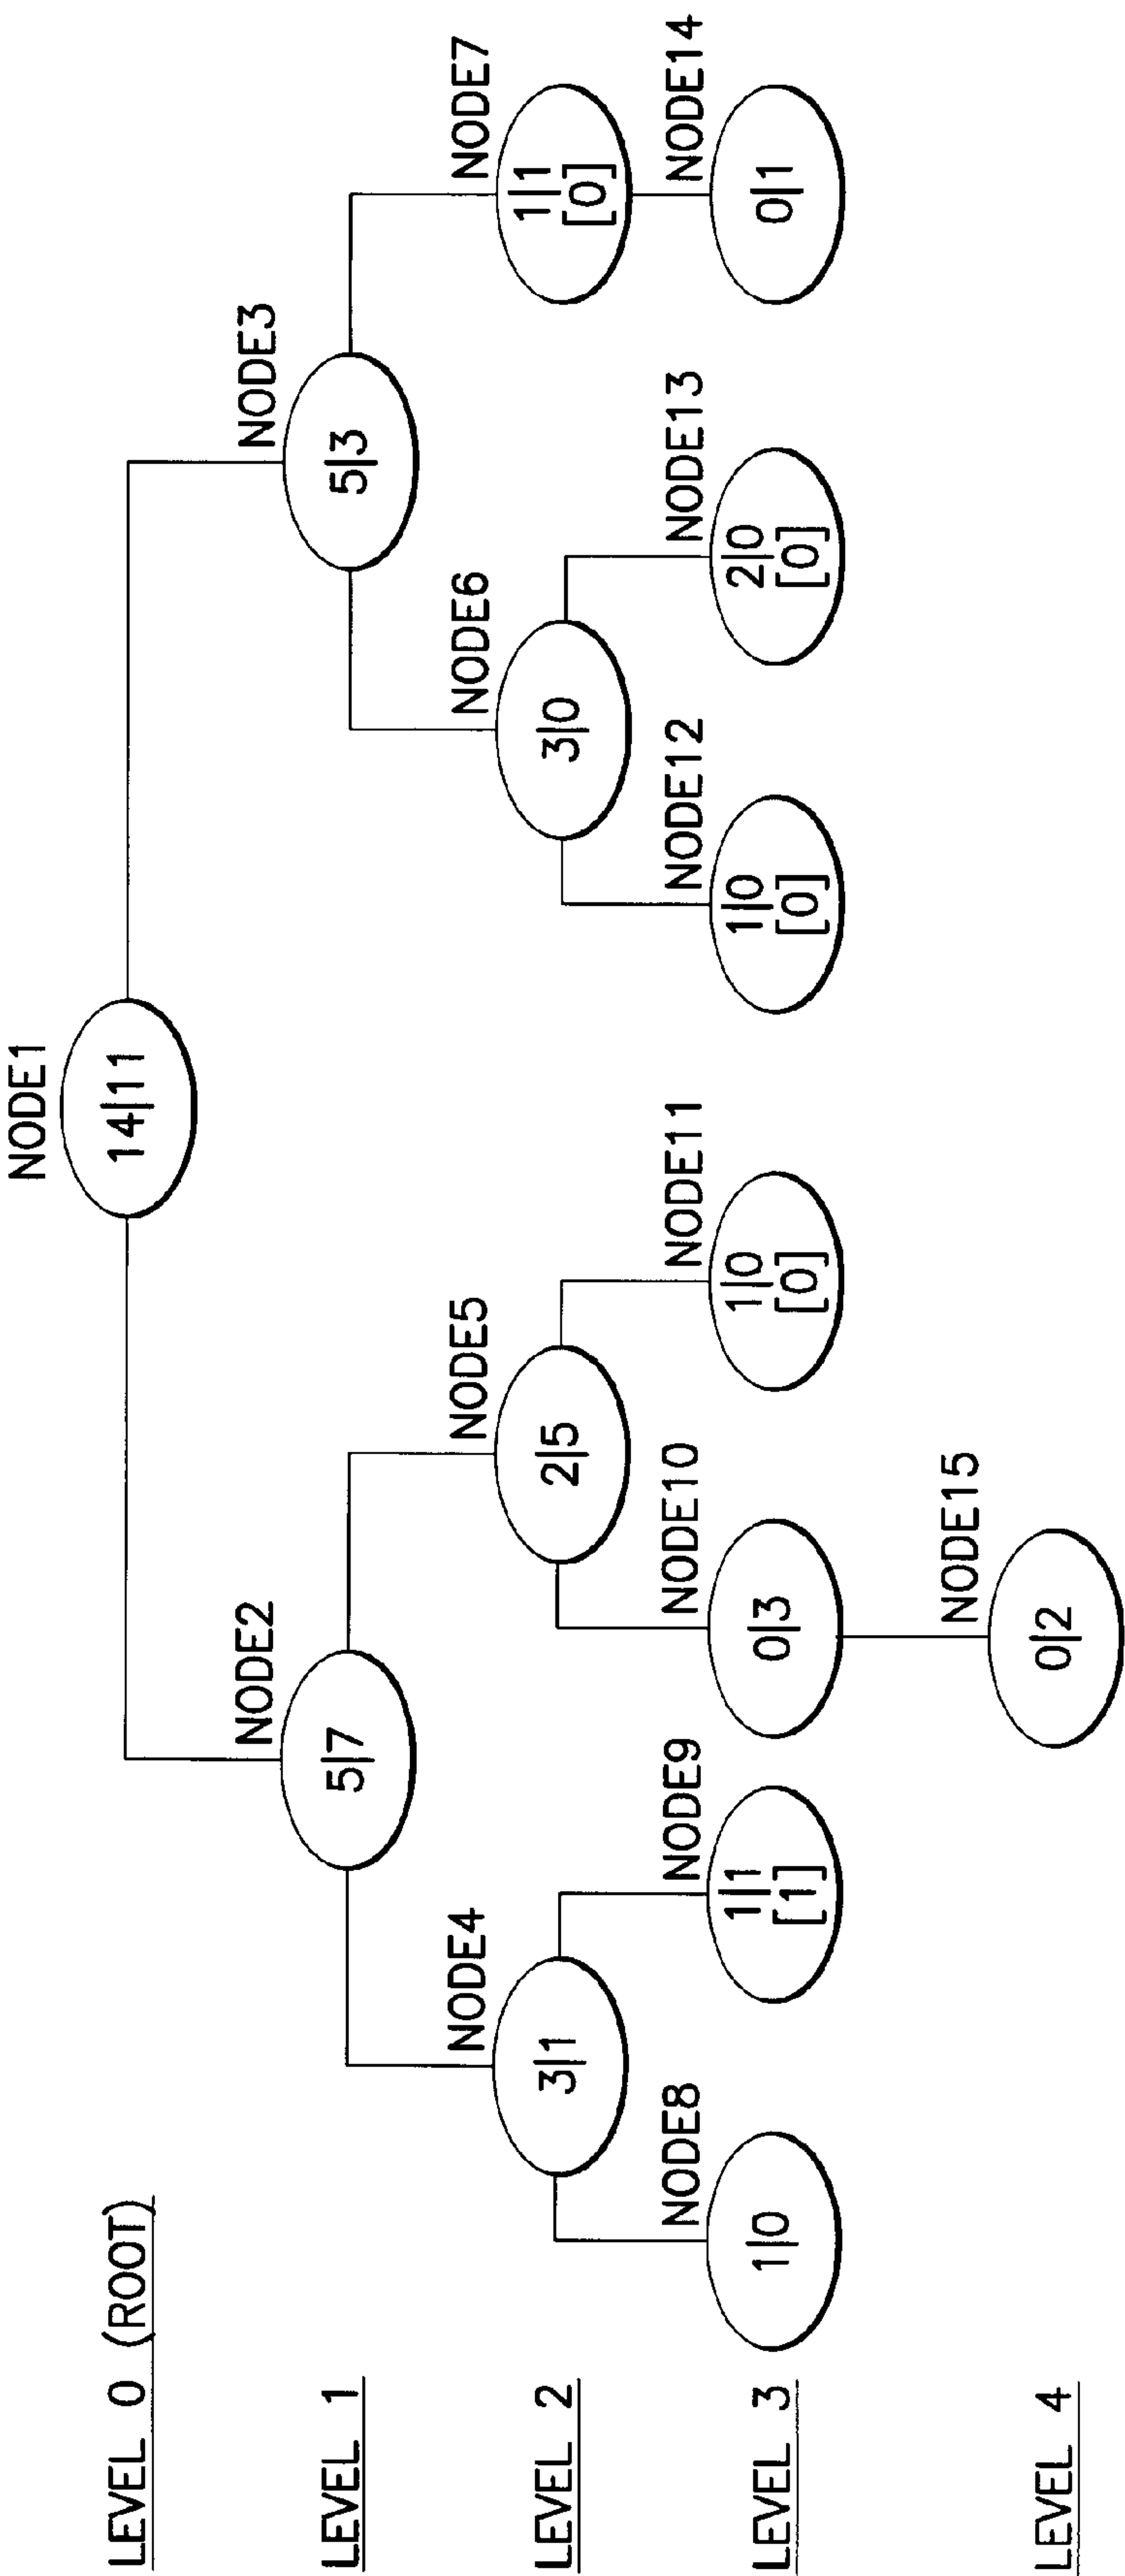 NODE1
LEVEL 0 (ROOT)
14|11
NODE2
NODE3
LEVEL 1
5|7
5|3
NODE4
NODE5
NODE6
NODE7
LEVEL 2
3|1
2|5
3|0
1|1
[0]
NODE8
NODE9
NODE10
NODE11
NODE12
NODE13
NODE14
LEVEL 3
1|0
1|1
[1]
0|3
1|0
[0]
1|0
[0]
2|0
[0]
0|1
NODE15
LEVEL 4
0|2